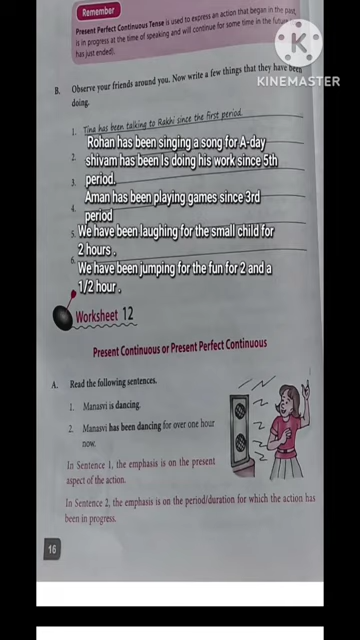 Remember
Present Perfect Continuous Tense is used to express an action that began in the past,
is in progress at the time of speaking and will continue for some time in the future
has just ended).
KINEMASTER
B. Observe your friends around you. Now write a few things that they have been
doing.
1. Tina has been talking to Rakhi since the first period.
Rohan has been singing a song for A-day
2. shivam has been Is doing his work since 5th
3. period.
Aman has been playing games since 3rd
4. period
5. We have been laughing for the small child for
2 hours .
6. We have been jumping for the fun for 2 and a
1/2 hour .
Worksheet 12
Present Continuous or Present Perfect Continuous
A. Read the following sentences.
1. Manasvi is dancing.
2. Manasvi has been dancing for over one hour
now.
In Sentence 1, the emphasis is on the present
aspect of the action.
In Sentence 2, the emphasis is on the period/duration for which the action has
been in progress.
16